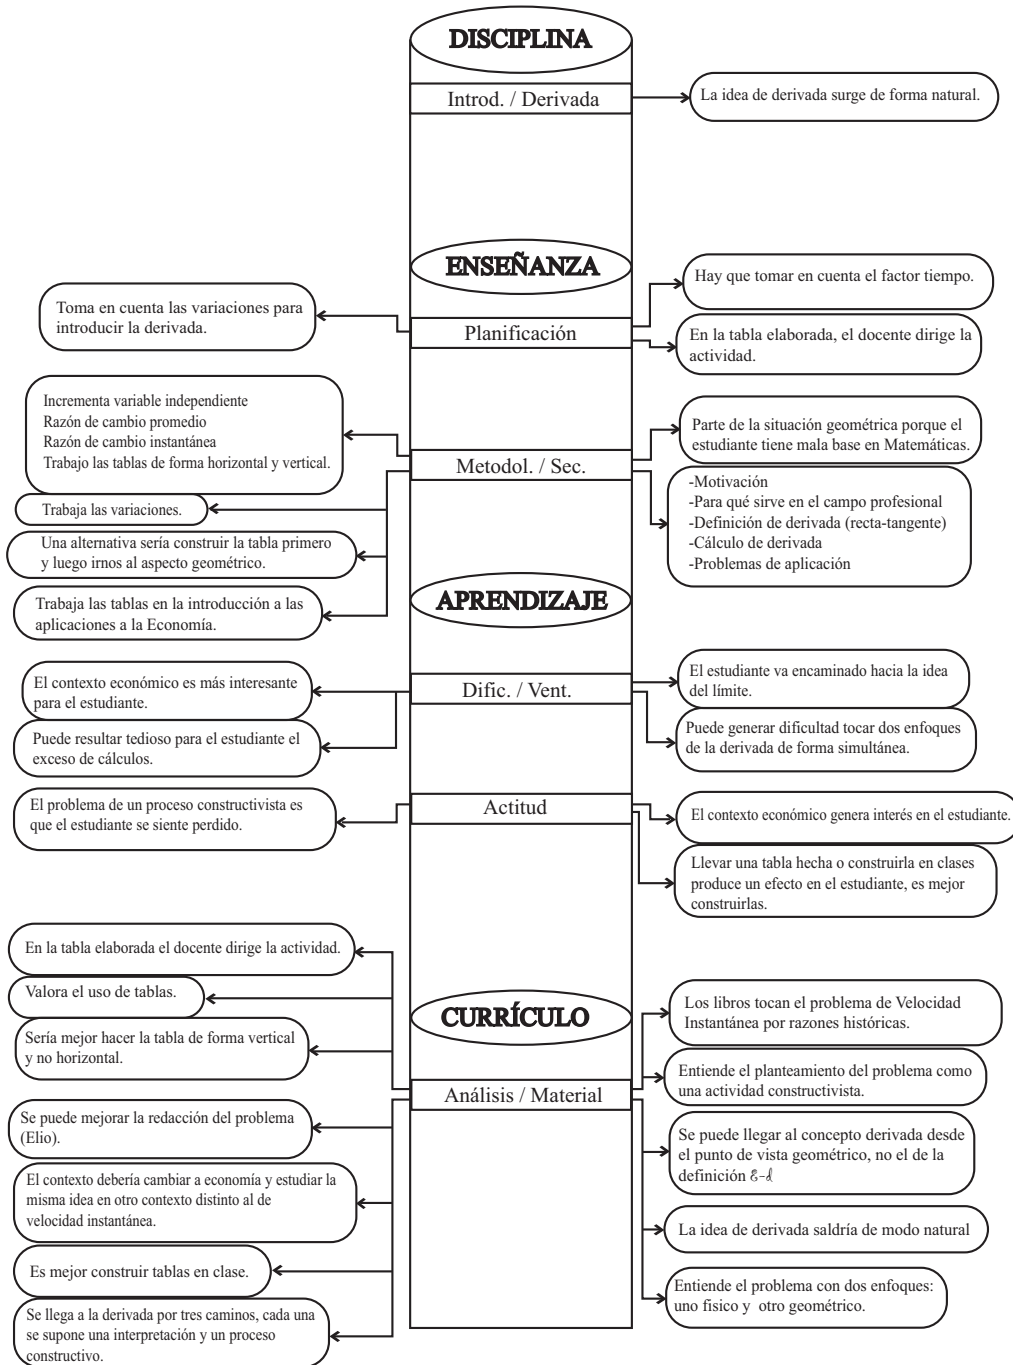 DISCIPLINA
Introd. / Derivada
La idea de derivada surge de forma natural.
ENSEÑANZA
Hay que tomar en cuenta el factor tiempo.
Toma en cuenta las variaciones para
introducir la derivada.
Planificación
En la tabla elaborada, el docente dirige la
actividad.
Incrementa variable independiente
Razón de cambio promedio
Razón de cambio instantánea
Trabajo las tablas de forma horizontal y vertical.
Parte de la situación geométrica porque el
estudiante tiene mala base en Matemáticas.
Metodol. / Sec.
-Motivación
-Para qué sirve en el campo profesional
-Definición de derivada (recta-tangente)
-Cálculo de derivada
-Problemas de aplicación
Trabaja las variaciones.
Una alternativa sería construir la tabla primero
y luego irnos al aspecto geométrico.
Trabaja las tablas en la introducción a las
aplicaciones a la Economía.
APRENDIZAJE
El contexto económico es más interesante
para el estudiante.
Dific. / Vent.
El estudiante va encaminado hacia la idea
del límite.
Puede resultar tedioso para el estudiante el
exceso de cálculos.
Puede generar dificultad tocar dos enfoques
de la derivada de forma simultánea.
El problema de un proceso constructivista es
que el estudiante se siente perdido.
Actitud
El contexto económico genera interés en el estudiante.
Llevar una tabla hecha o construirla en clases
produce un efecto en el estudiante, es mejor
construirlas.
En la tabla elaborada el docente dirige la actividad.
Valora el uso de tablas.
Sería mejor hacer la tabla de forma vertical
y no horizontal.
CURRÍCULO
Los libros tocan el problema de Velocidad
Instantánea por razones históricas.
Entiende el planteamiento del problema como
una actividad constructivista.
Análisis / Material
Se puede mejorar la redacción del problema
(Elio).
Se puede llegar al concepto derivada desde
el punto de vista geométrico, no el de la
definición ε-d
El contexto debería cambiar a economía y estudiar la
misma idea en otro contexto distinto al de
velocidad instantánea.
La idea de derivada saldría de modo natural
Es mejor construir tablas en clase.
Entiende el problema con dos enfoques:
uno físico y otro geométrico.
Se llega a la derivada por tres caminos, cada una
se supone una interpretación y un proceso
constructivo.